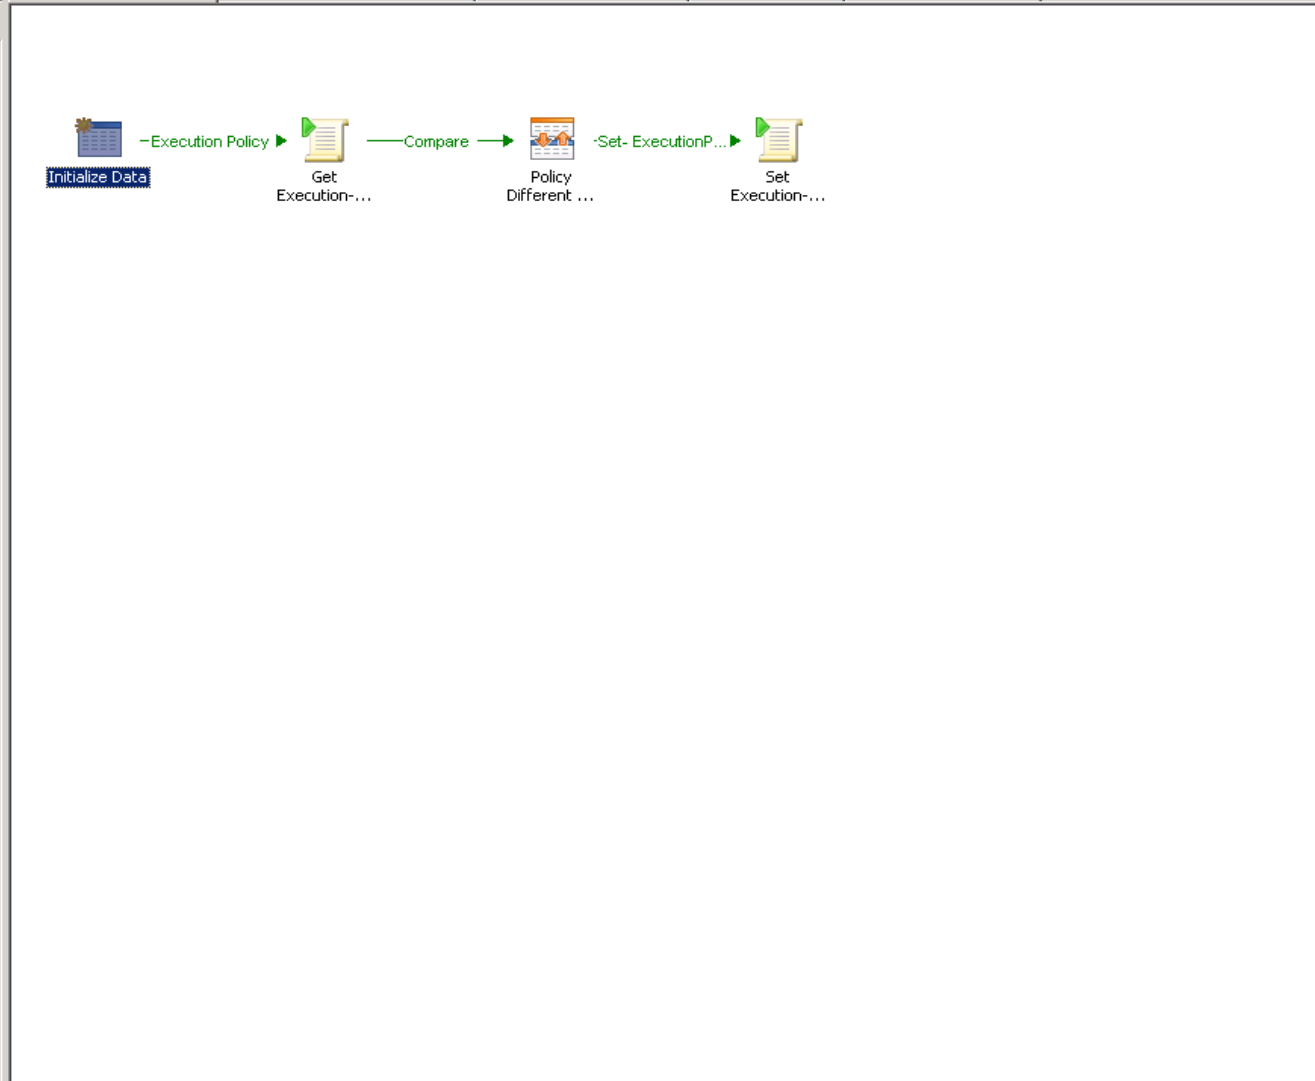 Execution Policy
Compare
Set- ExecutionP...
Initialize Data
Get
Execution-...
Policy
Different ...
Set
Execution-...